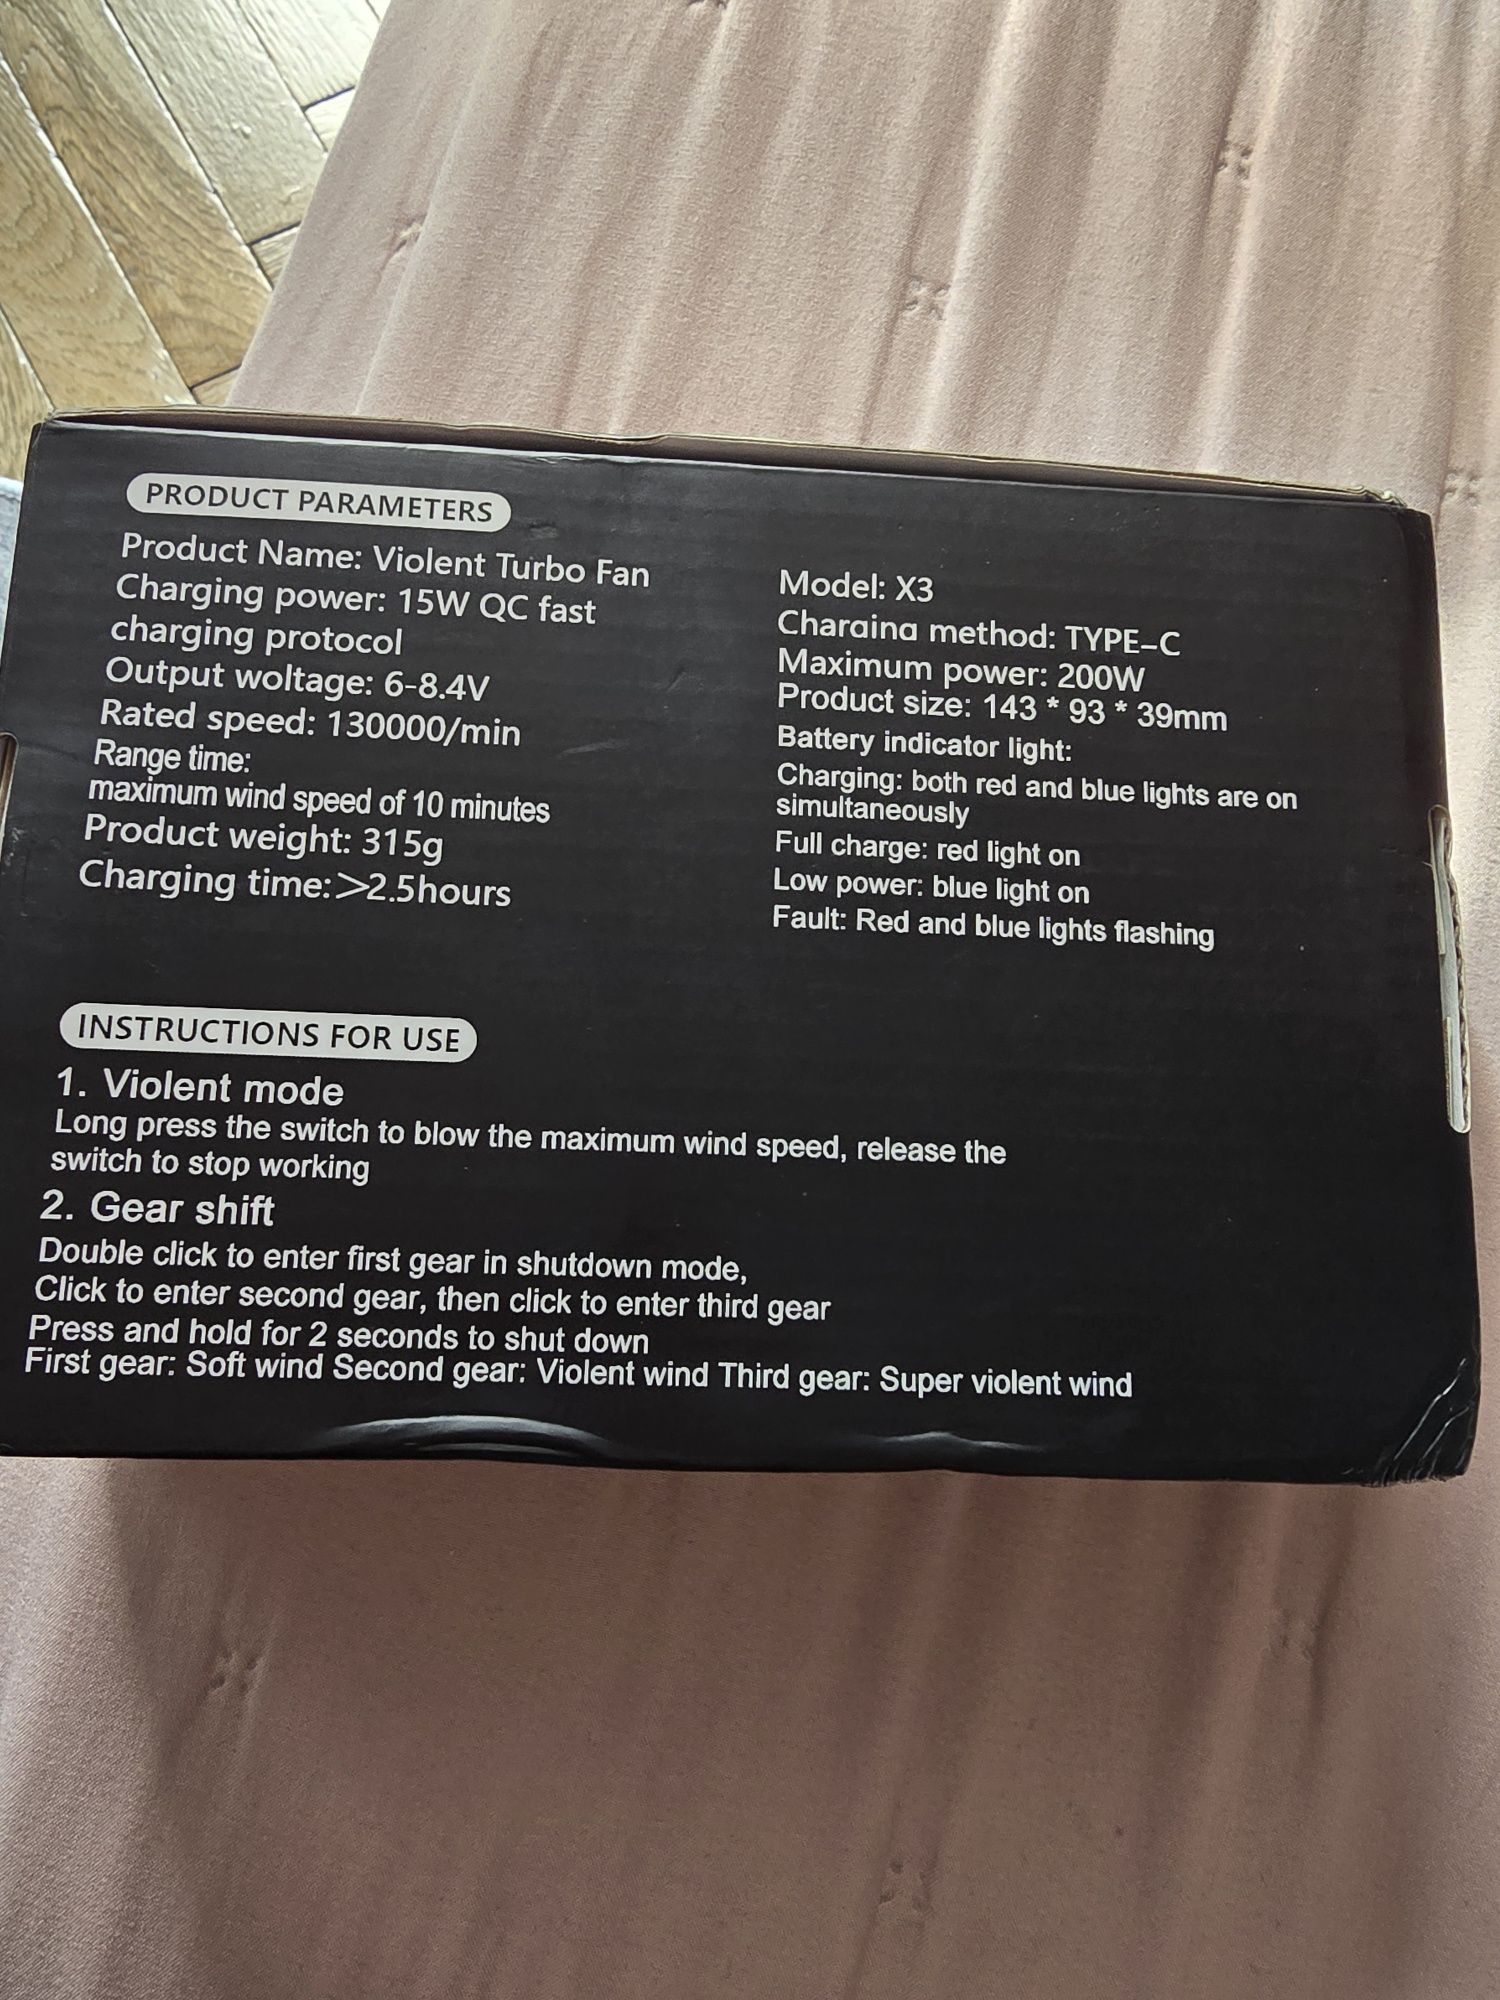 PRODUCT PARAMETERS
Product Name: Violent Turbo Fan
Charging power: 15W QC fast
charging protocol
Output woltage: 6-8.4V
Rated speed: 130000/min
Range time:
maximum wind speed of 10 minutes
Product weight: 315g
Charging time:>2.5hours
Model: X3
Charging method: TYPE-C
Maximum power: 200W
Product size: 143 * 93 * 39mm
Battery indicator light:
Charging: both red and blue lights are on
simultaneously
Full charge: red light on
Low power: blue light on
Fault: Red and blue lights flashing
INSTRUCTIONS FOR USE
1. Violent mode
Long press the switch to blow the maximum wind speed, release the
switch to stop working
2. Gear shift
Double click to enter first gear in shutdown mode,
Click to enter second gear, then click to enter third gear
Press and hold for 2 seconds to shut down
First gear: Soft wind Second gear: Violent wind Third gear: Super violent wind